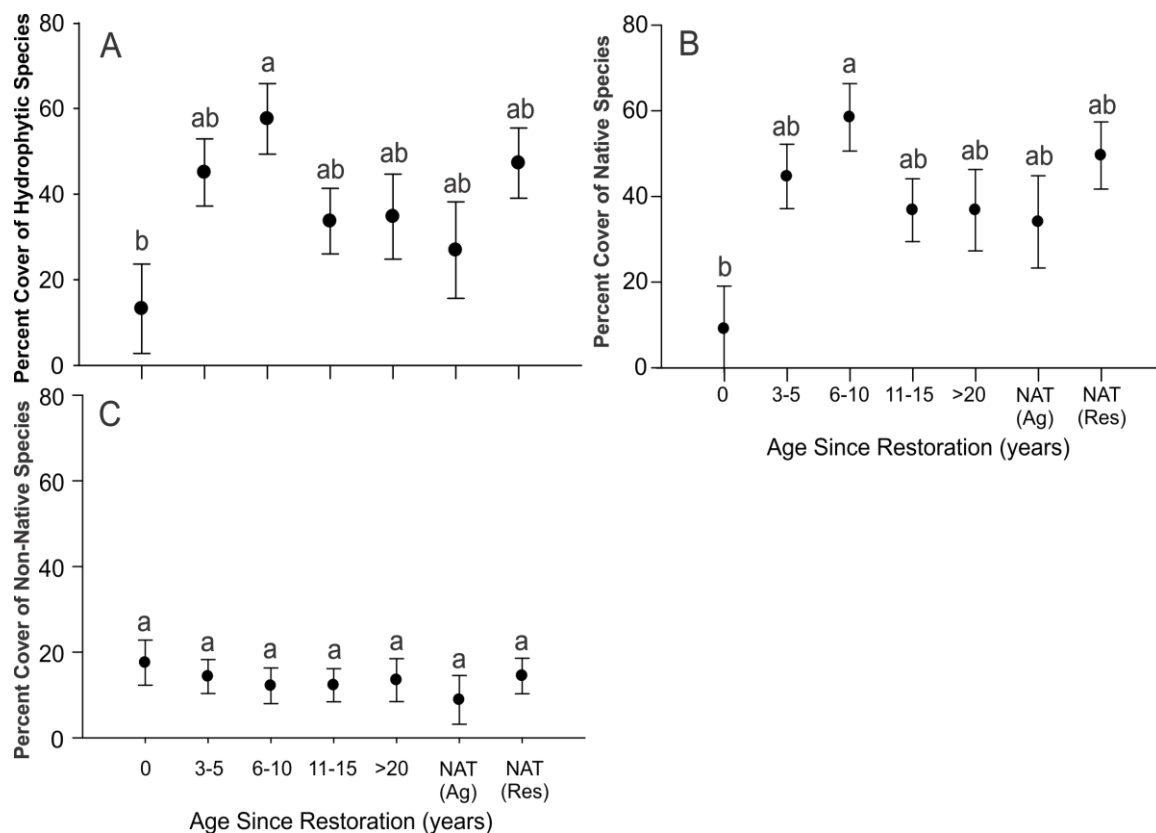 A
Percent Cover of Hydrophytic Species
80
60
40
20
0
b
ab
a
ab
ab
ab
ab
B
Percent Cover of Native Species
80
60
40
20
0
b
ab
a
ab
ab
ab
ab
0 3-5 6-10 11-15 >20 NAT (Ag) NAT (Res)
Age Since Restoration (years)
C
Percent Cover of Non-Native Species
80
60
40
20
0
a
a
a
a
a
a
a
0 3-5 6-10 11-15 >20 NAT (Ag) NAT (Res)
Age Since Restoration (years)